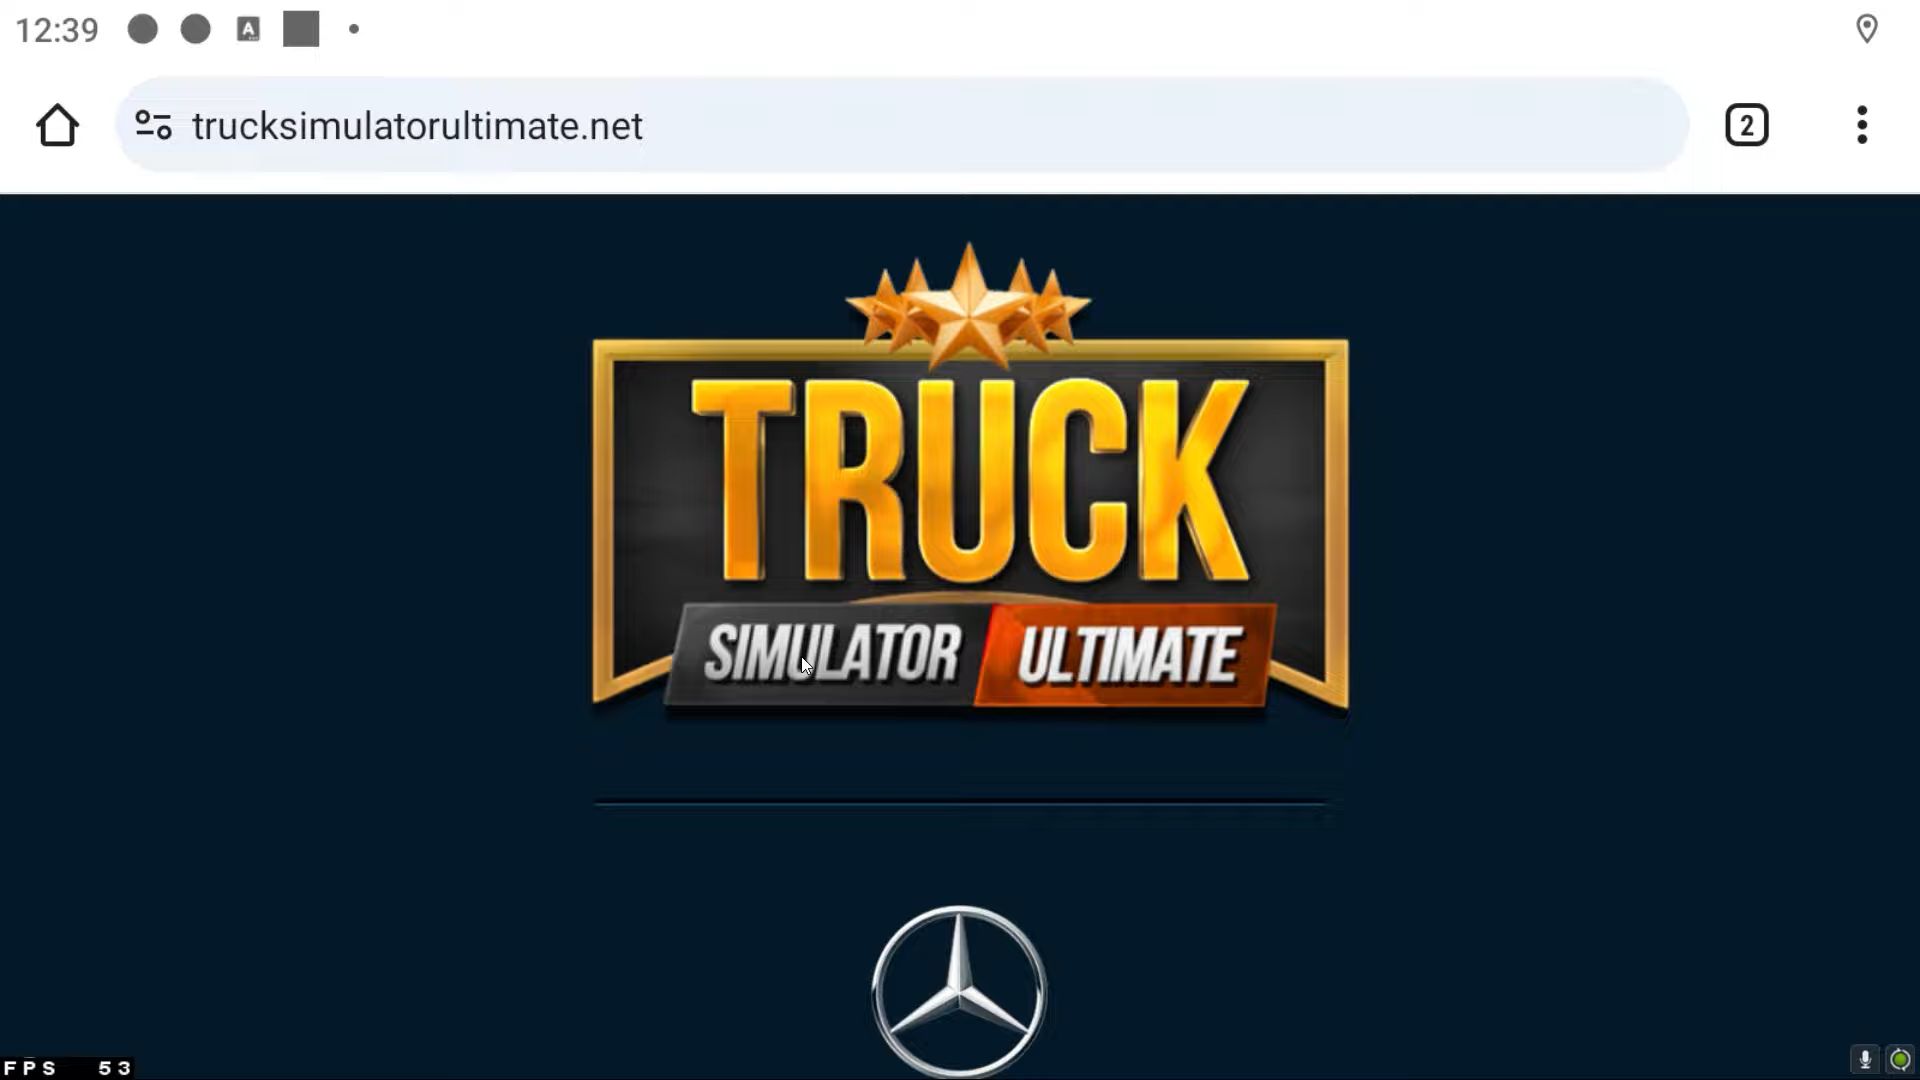 12:39
A
trucksimulatorultimate.net
2
TRUCK
SIMULATOR ULTIMATE
FPS 53